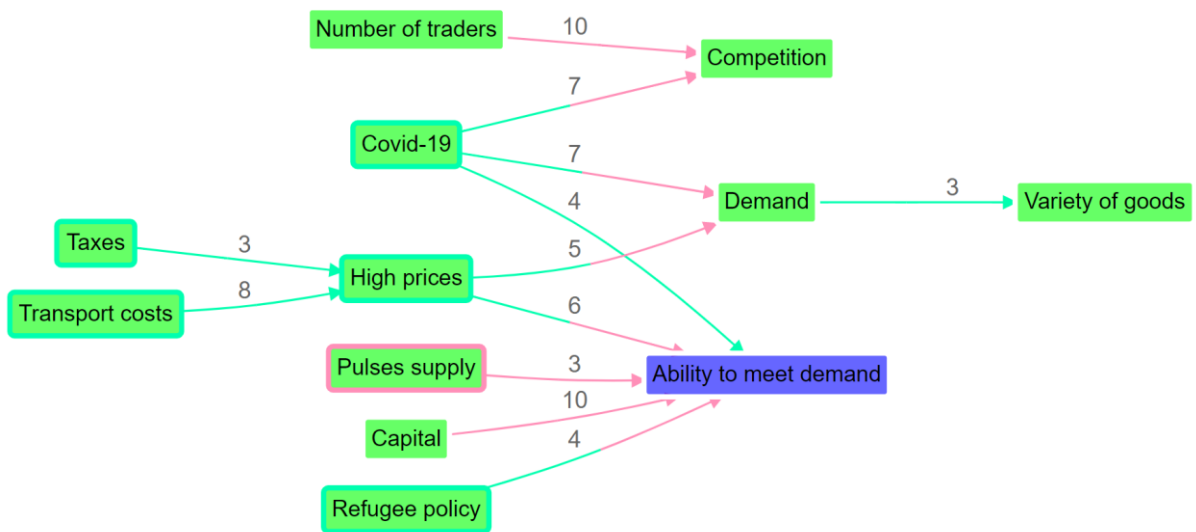 Number of traders
10
Competition
7
Covid-19
7
Demand
3
Variety of goods
4
Taxes
3
High prices
5
Transport costs
8
6
Pulses supply
3
Ability to meet demand
10
Capital
4
Refugee policy